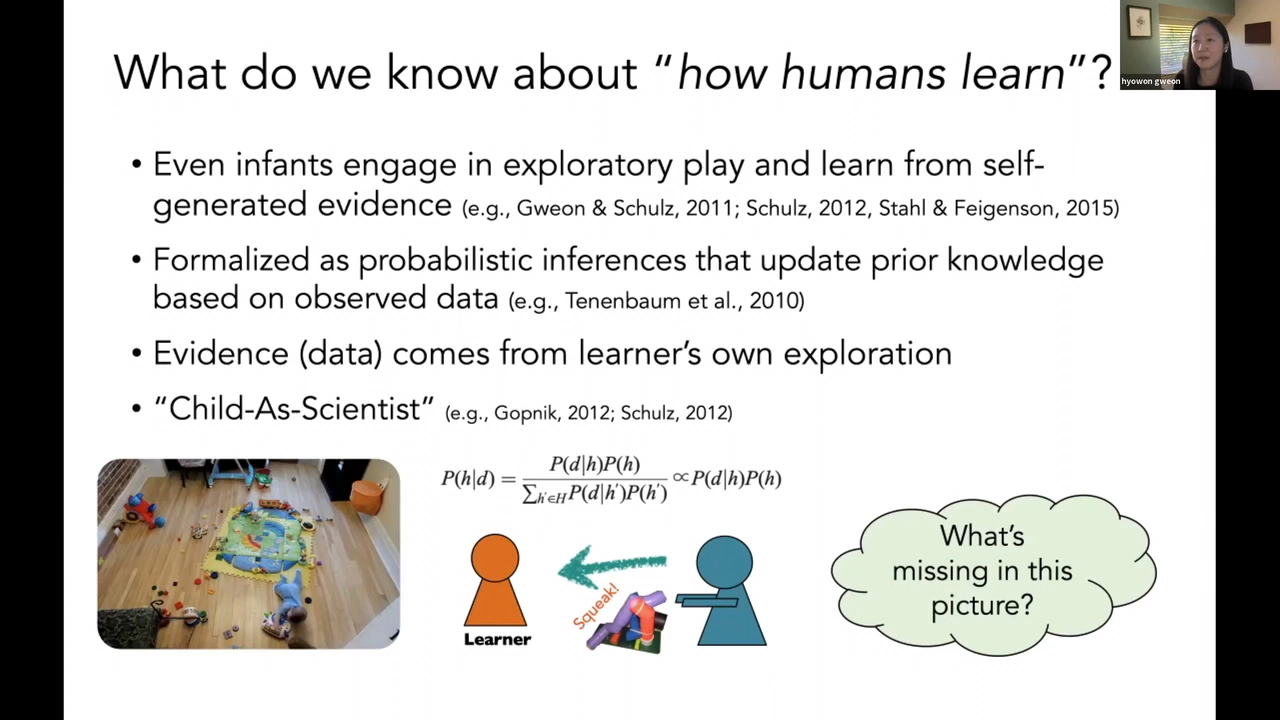 What do we know about “how humans learn”?
hyowon gweon
• Even infants engage in exploratory play and learn from self-
generated evidence (e.g., Gweon & Schulz, 2011; Schulz, 2012, Stahl & Feigenson, 2015)
• Formalized as probabilistic inferences that update prior knowledge
based on observed data (e.g., Tenenbaum et al., 2010)
• Evidence (data) comes from learner’s own exploration
• “Child-As-Scientist” (e.g., Gopnik, 2012; Schulz, 2012)
P(h|d) = P(d|h)P(h) / ∑h′∈H P(d|h′)P(h′) ∝ P(d|h)P(h)
Squeak!
Learner
What’s
missing in this
picture?